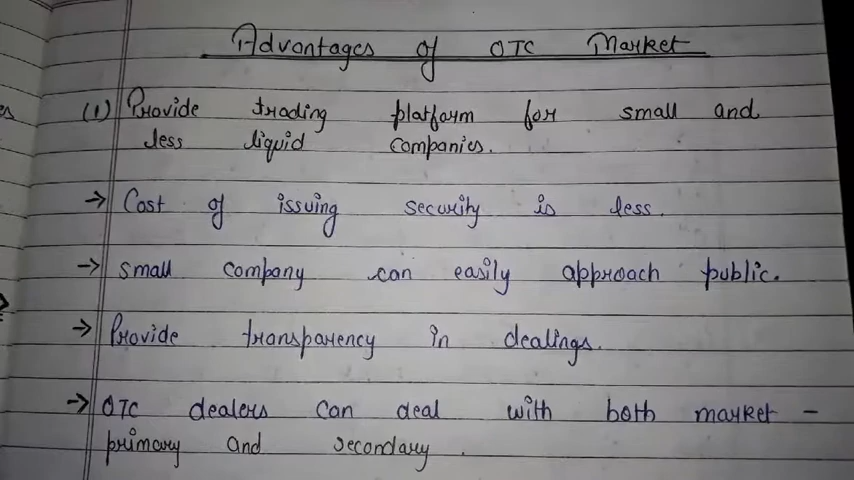 Advantages of OTC Market
(1) Provide trading platform for small and
less liquid companies.
→ Cost of issuing security is less.
→ small company can easily approach public.
→ Provide transparency in dealings.
→ OTC dealers can deal with both market -
primary and secondary.